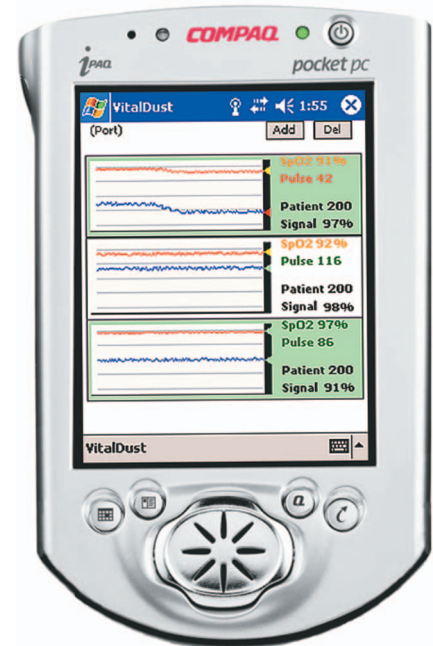 COMPAQ
iPAQ
pocket pc
VitalDust 1:55
(Port) Add Del
SpO2 91%
Pulse 42
Patient 200
Signal 97%
SpO2 92%
Pulse 116
Patient 200
Signal 98%
SpO2 97%
Pulse 86
Patient 200
Signal 91%
VitalDust
a